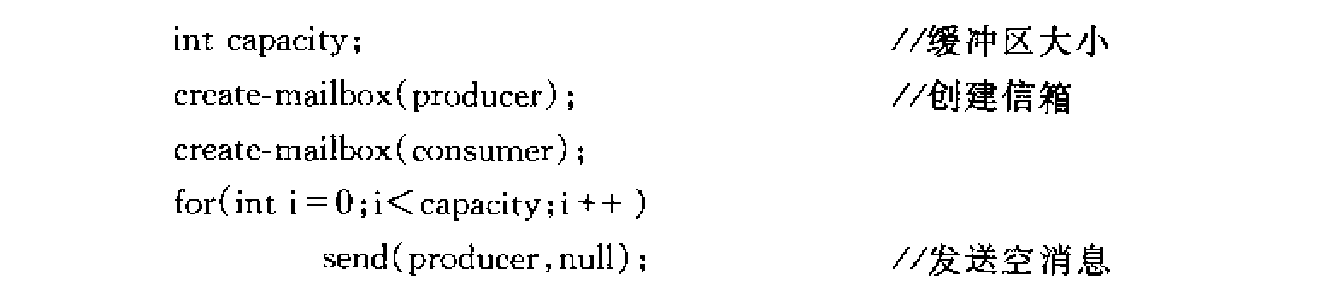 int capacity; //缓冲区大小
create-mailbox(producer); //创建信箱
create-mailbox(consumer);
for(int i=0;i<capacity;i++)
send(producer,null); //发送空消息